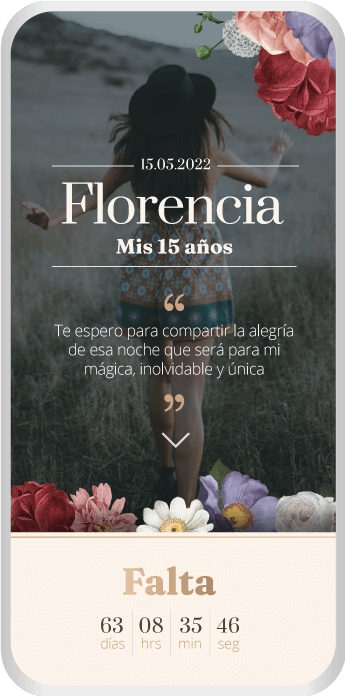 15.05.2022
Florencia
Mis 15 años
“
Te espero para compartir la alegría
de esa noche que será para mi
mágica, inolvidable y única
”
Falta
63 08 35 46
días hrs min seg